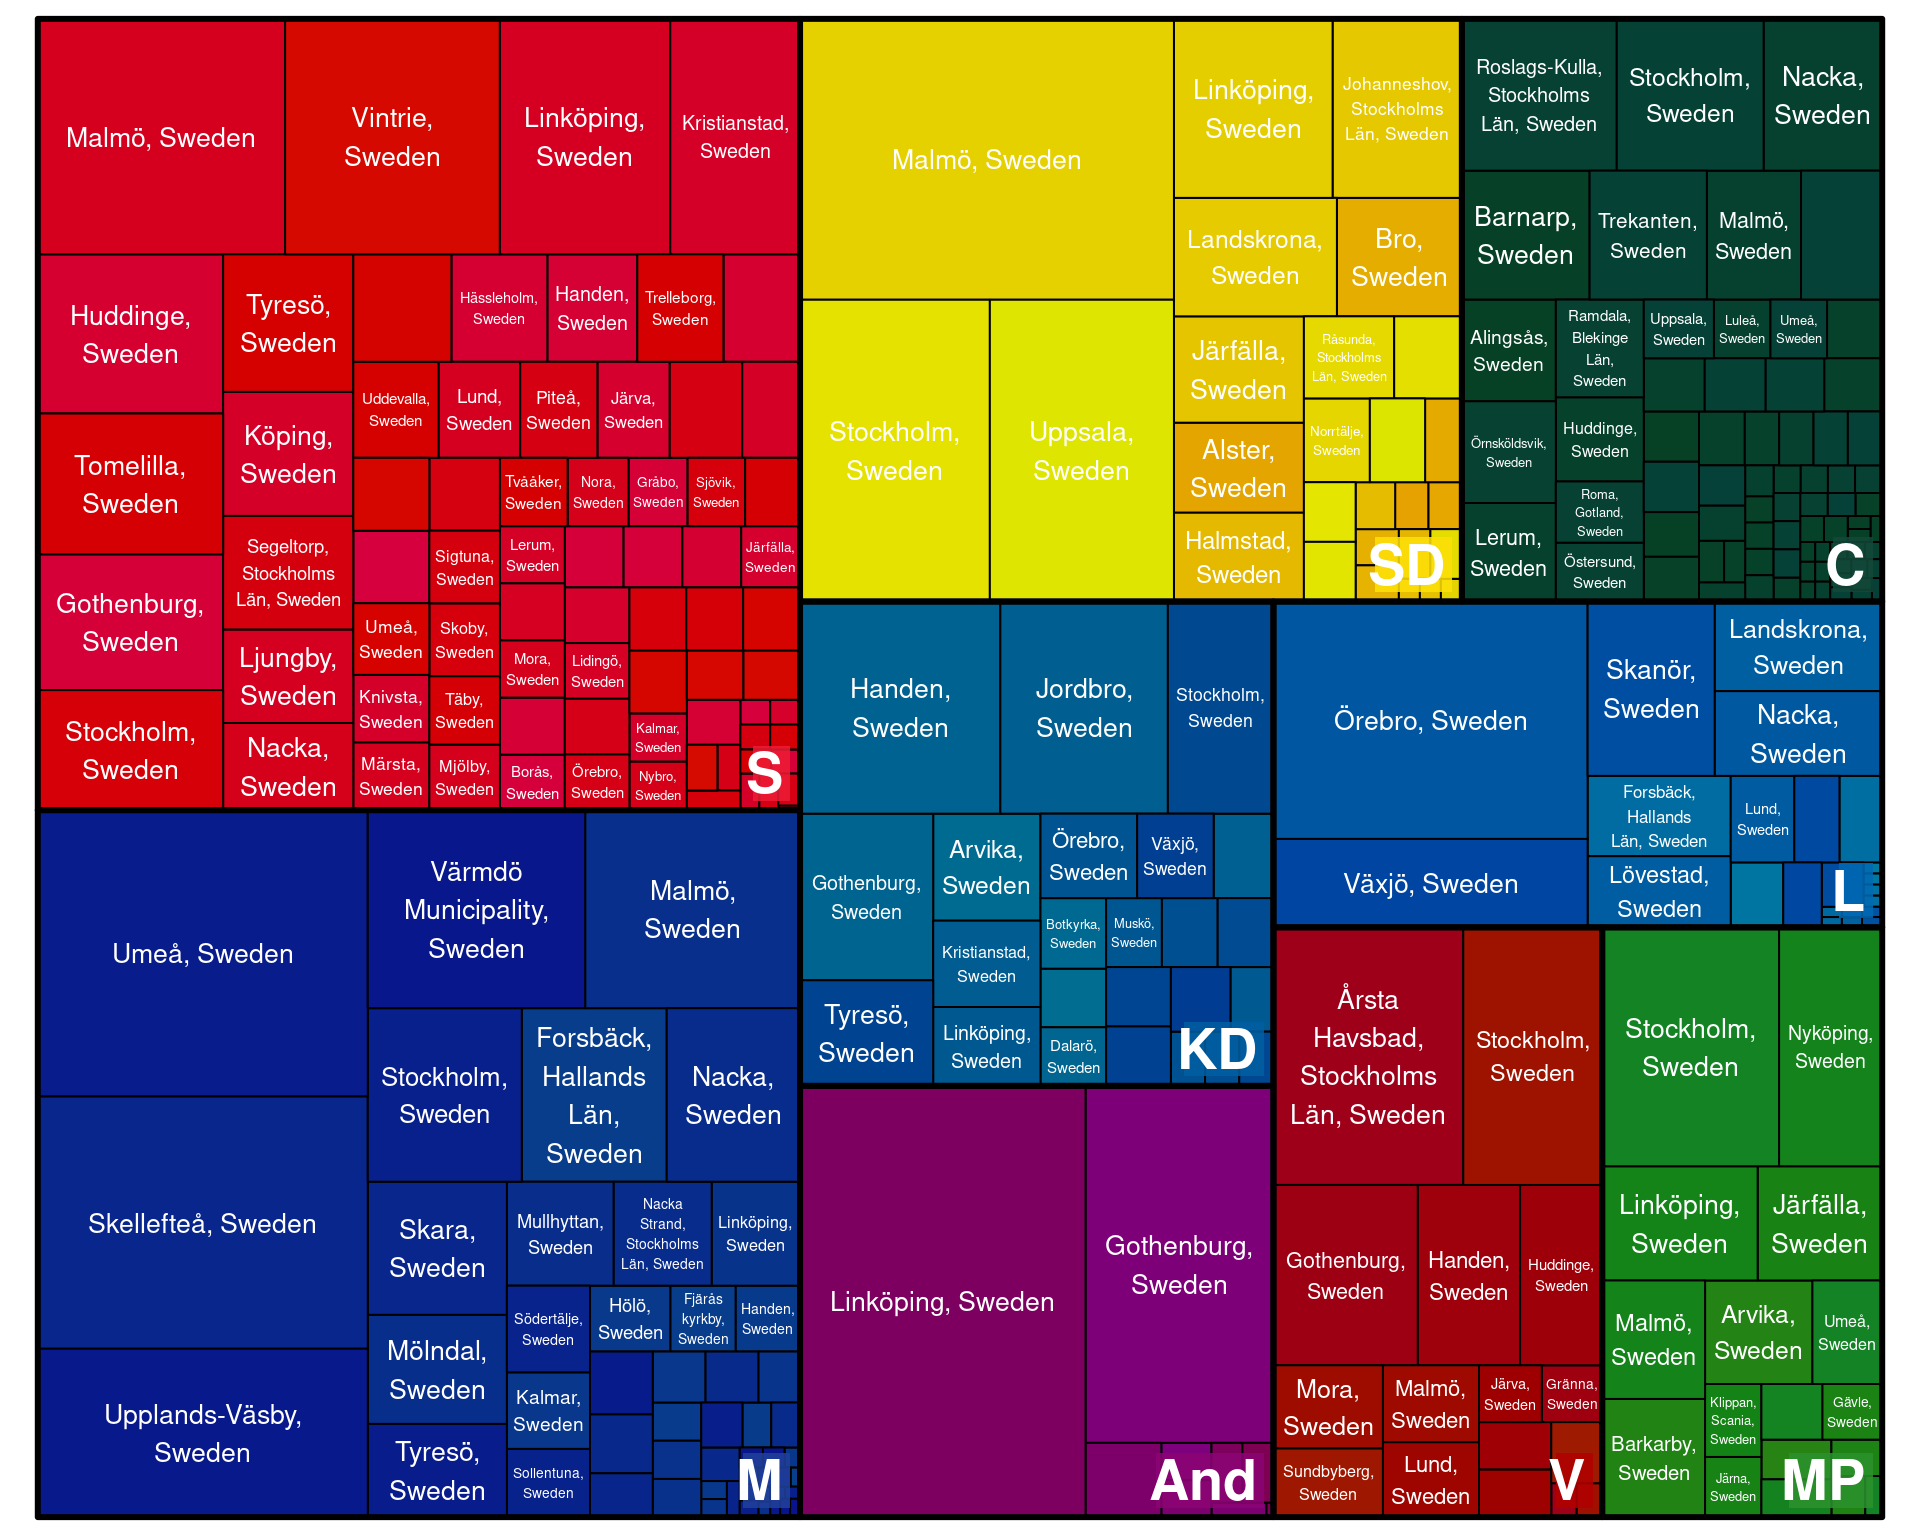 Malmö, Sweden
Vintrie,
Sweden
Linköping,
Sweden
Kristianstad,
Sweden
Huddinge,
Sweden
Tyresö,
Sweden
Hässleholm,
Sweden
Handen,
Sweden
Trelleborg,
Sweden
Uddevalla,
Sweden
Lund,
Sweden
Piteå,
Sweden
Järva,
Sweden
Tomelilla,
Sweden
Köping,
Sweden
Tvååker,
Sweden
Nora,
Sweden
Gråbo,
Sweden
Sjövik,
Sweden
Segeltorp,
Stockholms
Län, Sweden
Sigtuna,
Sweden
Lerum,
Sweden
Järfälla,
Sweden
Gothenburg,
Sweden
Umeå,
Sweden
Skoby,
Sweden
Ljungby,
Sweden
Mora,
Sweden
Lidingö,
Sweden
Knivsta,
Sweden
Täby,
Sweden
Stockholm,
Sweden
Nacka,
Sweden
Kalmar,
Sweden
Märsta,
Sweden
Mjölby,
Sweden
Borås,
Sweden
Örebro,
Sweden
Nybro,
Sweden
S
Malmö, Sweden
Linköping,
Sweden
Johanneshov,
Stockholms
Län, Sweden
Landskrona,
Sweden
Bro,
Sweden
Stockholm,
Sweden
Uppsala,
Sweden
Järfälla,
Sweden
Råsunda,
Stockholms
Län, Sweden
Alster,
Sweden
Norrtälje,
Sweden
Halmstad,
Sweden
SD
Roslags-Kulla,
Stockholms
Län, Sweden
Stockholm,
Sweden
Nacka,
Sweden
Barnarp,
Sweden
Trekanten,
Sweden
Malmö,
Sweden
Alingsås,
Sweden
Ramdala,
Blekinge
Län,
Sweden
Uppsala,
Sweden
Luleå,
Sweden
Umeå,
Sweden
Örnsköldsvik,
Sweden
Huddinge,
Sweden
Roma,
Gotland,
Sweden
Lerum,
Sweden
Östersund,
Sweden
C
Umeå, Sweden
Värmdö
Municipality,
Sweden
Malmö,
Sweden
Stockholm,
Sweden
Forsbäck,
Hallands
Län,
Sweden
Nacka,
Sweden
Skellefteå, Sweden
Skara,
Sweden
Mullhyttan,
Sweden
Nacka
Strand,
Stockholms
Län, Sweden
Linköping,
Sweden
Södertälje,
Sweden
Hölö,
Sweden
Fjärås
kyrkby,
Sweden
Handen,
Sweden
Mölndal,
Sweden
Kalmar,
Sweden
Upplands-Väsby,
Sweden
Tyresö,
Sweden
Sollentuna,
Sweden
M
Handen,
Sweden
Jordbro,
Sweden
Stockholm,
Sweden
Gothenburg,
Sweden
Arvika,
Sweden
Örebro,
Sweden
Växjö,
Sweden
Botkyrka,
Sweden
Muskö,
Sweden
Kristianstad,
Sweden
Tyresö,
Sweden
Linköping,
Sweden
Dalarö,
Sweden
KD
Örebro, Sweden
Skanör,
Sweden
Landskrona,
Sweden
Nacka,
Sweden
Forsbäck,
Hallands
Län, Sweden
Lund,
Sweden
Växjö, Sweden
Lövestad,
Sweden
L
Linköping, Sweden
Gothenburg,
Sweden
And
Årsta
Havsbad,
Stockholms
Län, Sweden
Stockholm,
Sweden
Gothenburg,
Sweden
Handen,
Sweden
Huddinge,
Sweden
Mora,
Sweden
Malmö,
Sweden
Järva,
Sweden
Gränna,
Sweden
Sundbyberg,
Sweden
Lund,
Sweden
V
Stockholm,
Sweden
Nyköping,
Sweden
Linköping,
Sweden
Järfälla,
Sweden
Malmö,
Sweden
Arvika,
Sweden
Umeå,
Sweden
Klippan,
Scania,
Sweden
Gävle,
Sweden
Barkarby,
Sweden
Järna,
Sweden
MP